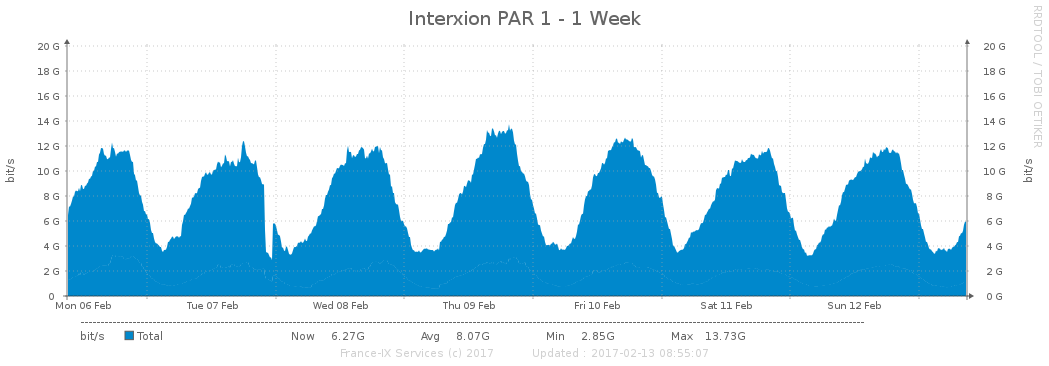 Interxion PAR 1 - 1 Week
RRDTOOL / TOBI OETIKER
20 G 20 G
18 G 18 G
16 G 16 G
14 G 14 G
12 G 12 G
10 G 10 G
8 G 8 G
6 G 6 G
4 G 4 G
2 G 2 G
0 0 G
bit/s
bit/s
Mon 06 Feb Tue 07 Feb Wed 08 Feb Thu 09 Feb Fri 10 Feb Sat 11 Feb Sun 12 Feb
bit/s Total Now 6.27G Avg 8.07G Min 2.85G Max 13.73G
France-IX Services (c) 2017 Updated : 2017-02-13 08:55:07